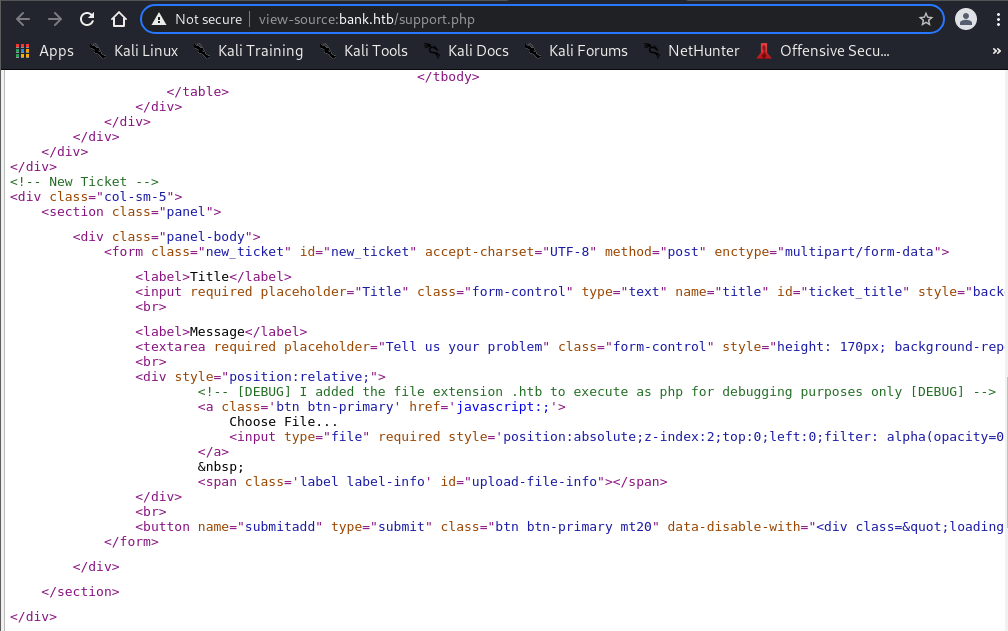 Not secure | view-source:bank.htb/support.php
Apps Kali Linux Kali Training Kali Tools Kali Docs Kali Forums NetHunter Offensive Secu… »
</tbody>
</table>
</div>
</div>
</div>
</div>
</div>
<!-- New Ticket -->
<div class="col-sm-5">
<section class="panel">
<div class="panel-body">
<form class="new_ticket" id="new_ticket" accept-charset="UTF-8" method="post" enctype="multipart/form-data">
<label>Title</label>
<input required placeholder="Title" class="form-control" type="text" name="title" id="ticket_title" style="back
<br>
<label>Message</label>
<textarea required placeholder="Tell us your problem" class="form-control" style="height: 170px; background-rep
<br>
<div style="position:relative;">
<!-- [DEBUG] I added the file extension .htb to execute as php for debugging purposes only [DEBUG] -->
<a class='btn btn-primary' href='javascript:;'>
Choose File...
<input type="file" required style='position:absolute;z-index:2;top:0;left:0;filter: alpha(opacity=0
</a>
&nbsp;
<span class='label label-info' id="upload-file-info"></span>
</div>
<br>
<button name="submitadd" type="submit" class="btn btn-primary mt20" data-disable-with="<div class=&quot;loading
</form>
</div>
</section>
</div>